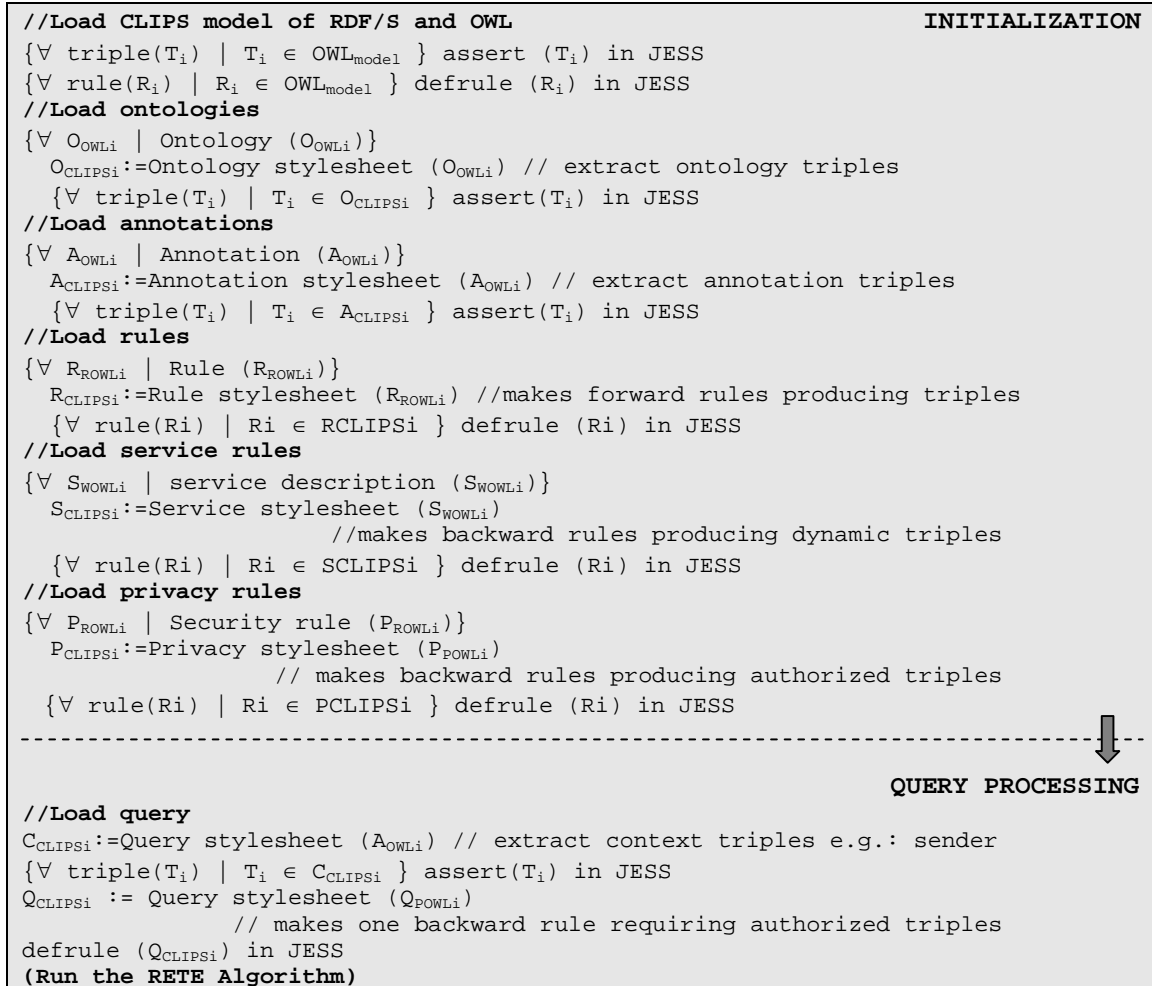 //Load CLIPS model of RDF/S and OWL INITIALIZATION
{∀ triple(Tᵢ) | Tᵢ ∈ OWLmodel } assert (Tᵢ) in JESS
{∀ rule(Rᵢ) | Rᵢ ∈ OWLmodel } defrule (Rᵢ) in JESS
//Load ontologies
{∀ OOWLi | Ontology (OOWLi)}
OCLIPSi:=Ontology stylesheet (OOWLi) // extract ontology triples
{∀ triple(Tᵢ) | Tᵢ ∈ OCLIPSi } assert(Tᵢ) in JESS
//Load annotations
{∀ AOWLi | Annotation (AOWLi)}
ACLIPSi:=Annotation stylesheet (AOWLi) // extract annotation triples
{∀ triple(Tᵢ) | Tᵢ ∈ ACLIPSi } assert(Tᵢ) in JESS
//Load rules
{∀ RROWLi | Rule (RROWLi)}
RCLIPSi:=Rule stylesheet (RROWLi) //makes forward rules producing triples
{∀ rule(Ri) | Ri ∈ RCLIPSi } defrule (Ri) in JESS
//Load service rules
{∀ SWOWLi | service description (SWOWLi)}
SCLIPSi:=Service stylesheet (SWOWLi)
//makes backward rules producing dynamic triples
{∀ rule(Ri) | Ri ∈ SCLIPSi } defrule (Ri) in JESS
//Load privacy rules
{∀ PROWLi | Security rule (PROWLi)}
PCLIPSi:=Privacy stylesheet (PPOWLi)
// makes backward rules producing authorized triples
{∀ rule(Ri) | Ri ∈ PCLIPSi } defrule (Ri) in JESS
QUERY PROCESSING
//Load query
CCLIPSi:=Query stylesheet (AOWLi) // extract context triples e.g.: sender
{∀ triple(Tᵢ) | Tᵢ ∈ CCLIPSi } assert(Tᵢ) in JESS
QCLIPSi := Query stylesheet (QPOWLi)
// makes one backward rule requiring authorized triples
defrule (QCLIPSi) in JESS
(Run the RETE Algorithm)